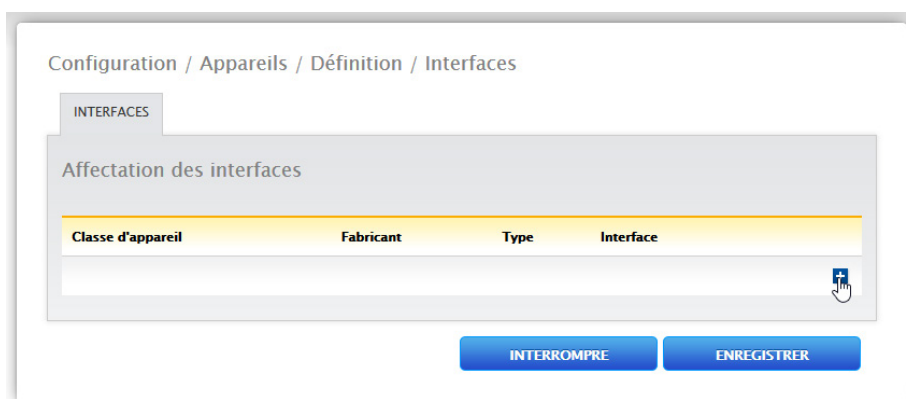 Configuration / Appareils / Définition / Interfaces
INTERFACES
Affectation des interfaces
Classe d'appareil Fabricant Type Interface
INTERROMPRE ENREGISTRER